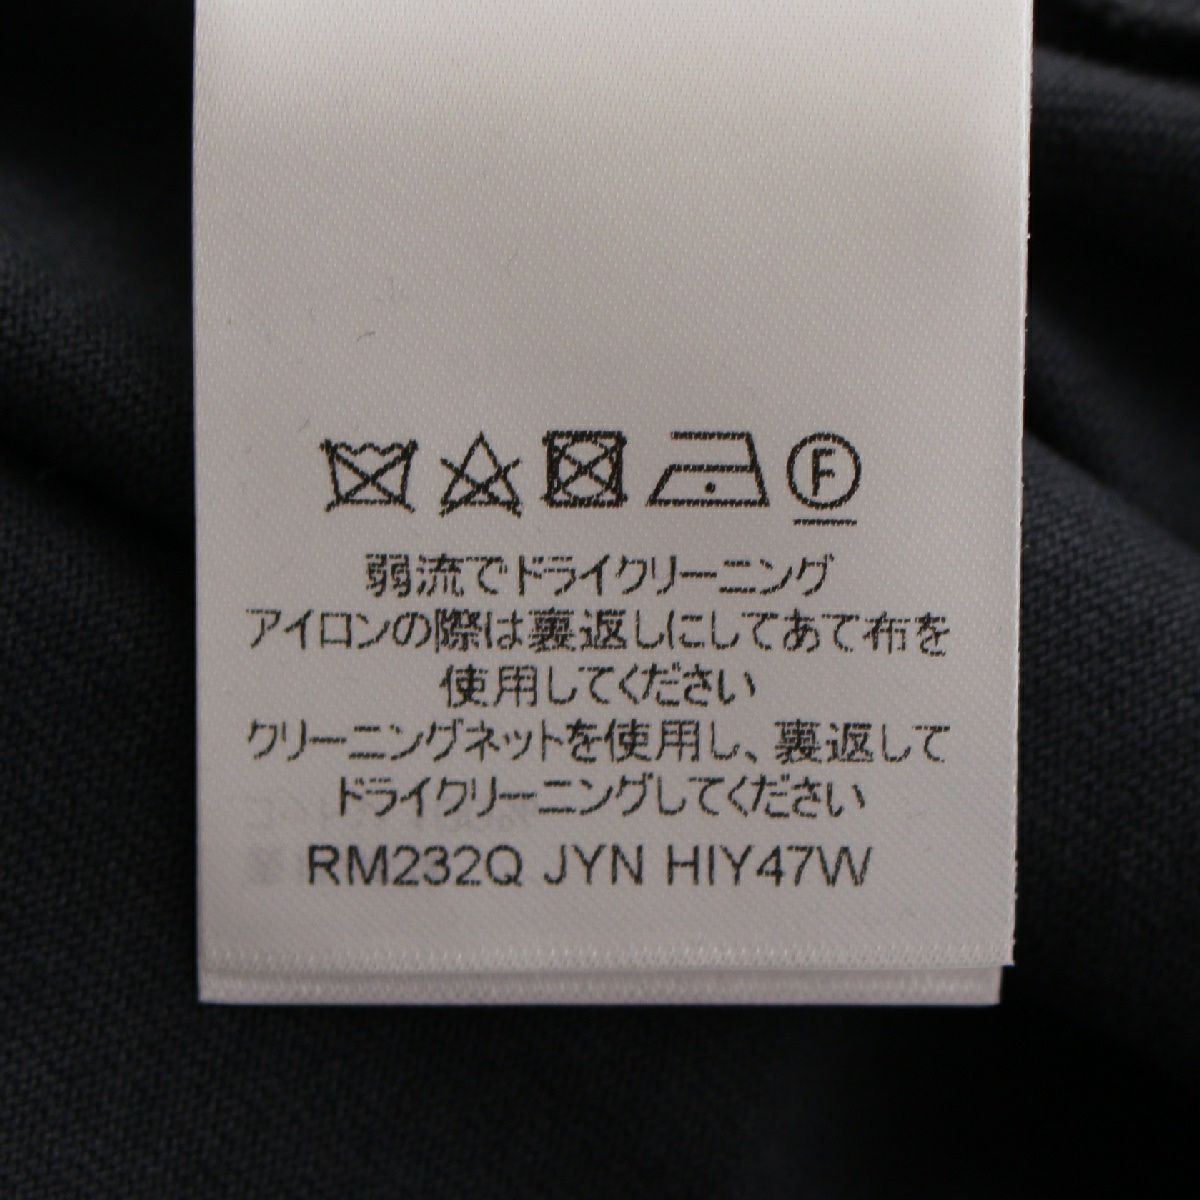 F
弱流でドライクリーニング
アイロンの際は裏返しにしてあて布を
使用してください
クリーニングネットを使用し、裏返して
ドライクリーニングしてください
RM232Q JYN HIY47W